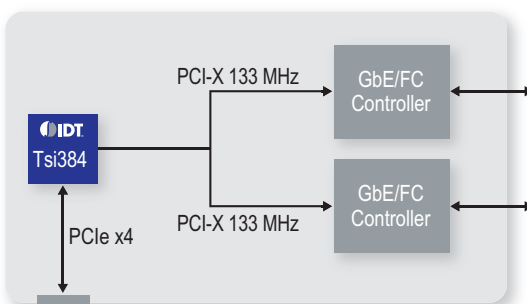 PCI-X 133 MHz
GbE/FC
Controller
IDT
Tsi384
GbE/FC
Controller
PCI-X 133 MHz
PCIe x4